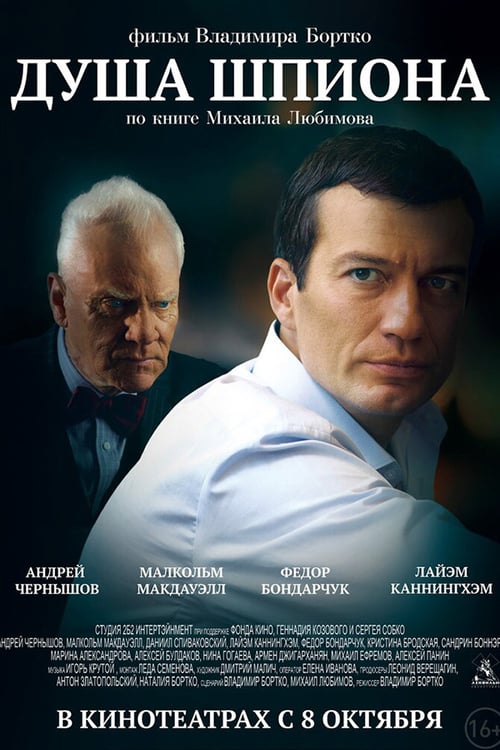 фильм Владимира Бортко
ДУША ШПИОНА
по книге Михаила Любимова
АНДРЕЙ МАЛКОЛЬМ ФЕДОР ЛАЙЭМ
ЧЕРНЫШОВ МАКДАУЭЛЛ БОНДАРЧУК КАННИНГХЭМ
СТУДИЯ 2Б2 ИНТЕРТЭЙНМЕНТ ПРИ ПОДДЕРЖКЕ ФОНДА КИНО, ГЕННАДИЯ КОЗОВОГО И СЕРГЕЯ СОБКО
АНДРЕЙ ЧЕРНЫШОВ, МАЛКОЛЬМ МАКДАУЭЛЛ, ДАНИИЛ СПИВАКОВСКИЙ, ЛАЙЭМ КАННИНГХЭМ, ФЕДОР БОНДАРЧУК, КРИСТИНА БРОДСКАЯ, САНДРИН БОННЭР
МАРИНА АЛЕКСАНДРОВА, АЛЕКСЕЙ БУЛДАКОВ, НИНА ГОГАЕВА, АРМЕН ДЖИГАРХАНЯН, МИХАИЛ ЕФРЕМОВ, АЛЕКСЕЙ ПАНИН
МУЗЫКА ИГОРЬ КРУТОЙ, МОНТАЖ ЛЕДА СЕМЕНОВА, ХУДОЖНИК ДМИТРИЙ МАЛИЧ, ОПЕРАТОР ЕЛЕНА ИВАНОВА, ПРОДЮСЕРЫ ЛЕОНИД ВЕРЕЩАГИН,
АНТОН ЗЛАТОПОЛЬСКИЙ, НАТАЛИЯ БОРТКО, СЦЕНАРИЙ ВЛАДИМИР БОРТКО, МИХАИЛ ЛЮБИМОВ, РЕЖИССЕР ВЛАДИМИР БОРТКО
В КИНОТЕАТРАХ С 8 ОКТЯБРЯ
16+